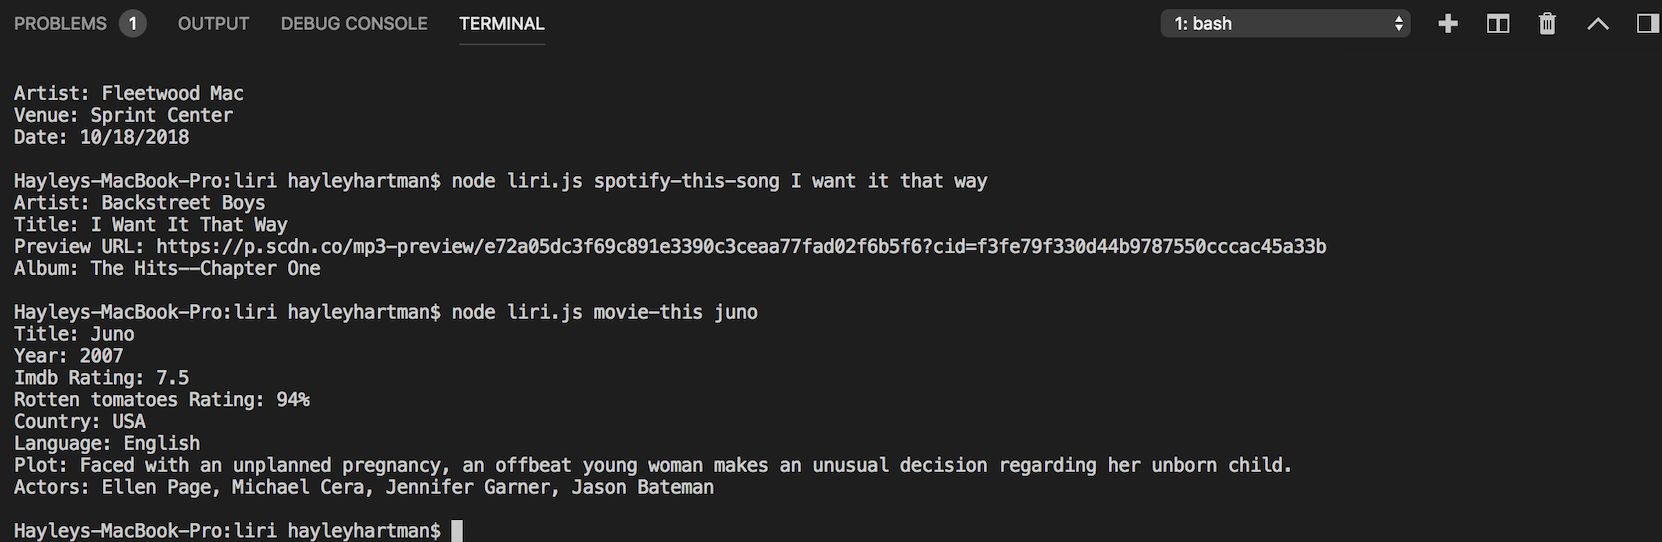 PROBLEMS 1 OUTPUT DEBUG CONSOLE TERMINAL 1: bash
Artist: Fleetwood Mac
Venue: Sprint Center
Date: 10/18/2018
Hayleys-MacBook-Pro:liri hayleyhartman$ node liri.js spotify-this-song I want it that way
Artist: Backstreet Boys
Title: I Want It That Way
Preview URL: https://p.scdn.co/mp3-preview/e72a05dc3f69c891e3390c3ceaa77fad02f6b5f6?cid=f3fe79f330d44b9787550cccac45a33b
Album: The Hits--Chapter One
Hayleys-MacBook-Pro:liri hayleyhartman$ node liri.js movie-this juno
Title: Juno
Year: 2007
Imdb Rating: 7.5
Rotten tomatoes Rating: 94%
Country: USA
Language: English
Plot: Faced with an unplanned pregnancy, an offbeat young woman makes an unusual decision regarding her unborn child.
Actors: Ellen Page, Michael Cera, Jennifer Garner, Jason Bateman
Hayleys-MacBook-Pro:liri hayleyhartman$